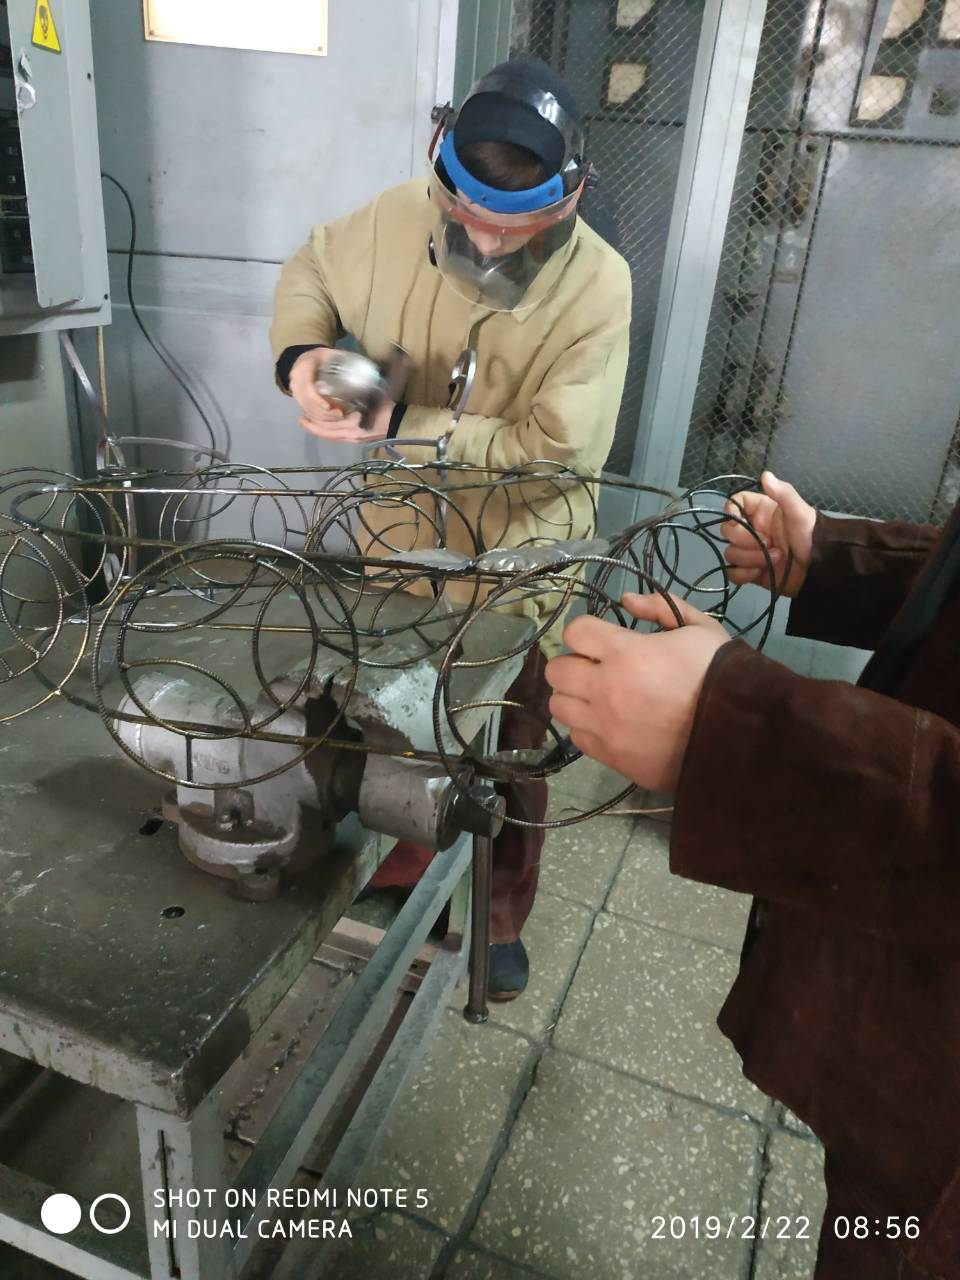 SHOT ON REDMI NOTE 5
MI DUAL CAMERA
2019/2/22 08:56